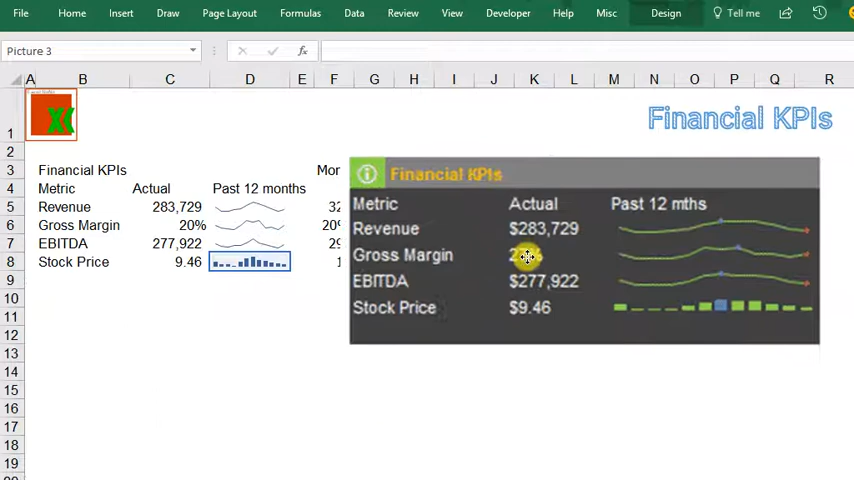 File Home Insert Draw Page Layout Formulas Data Review View Developer Help Misc Design Tell me
Picture 3 fx
A B C D E F G H I J K L M N O P Q R
1 Financial KPIs
2
3 Financial KPIs Financial KPIs
4 Metric Actual Past 12 months Metric Actual Past 12 mths
5 Revenue 283,729 Revenue $283,729
6 Gross Margin 20% Gross Margin
7 EBITDA 277,922 EBITDA $277,922
8 Stock Price 9.46 Stock Price $9.46
9
10
11
12
13
14
15
16
17
18
19